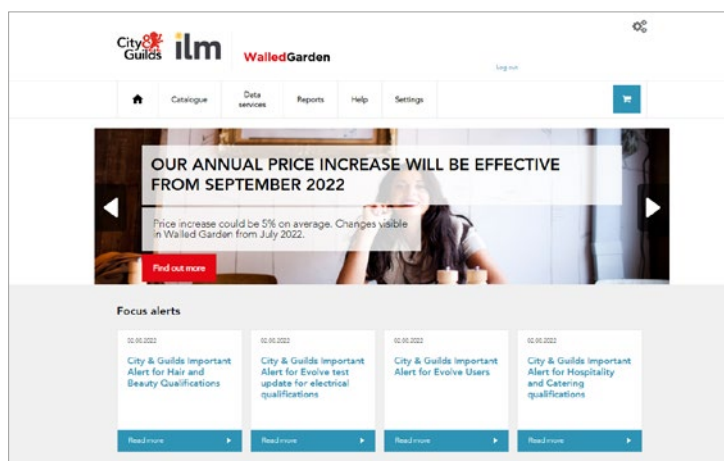 City & Guilds
ilm
WalledGarden
Log out
Catalogue
Data services
Reports
Help
Settings
OUR ANNUAL PRICE INCREASE WILL BE EFFECTIVE
FROM SEPTEMBER 2022
Price increase could be 5% on average. Changes visible
in Walled Garden from July 2022.
Find out more
Focus alerts
02.08.2022
City & Guilds Important
Alert for Hair and
Beauty Qualifications
Read more
City & Guilds Important
Alert for Evolve test
update for electrical
qualifications
Read more
City & Guilds Important
Alert for Evolve Users
Read more
City & Guilds Important
Alert for Hospitality
and Catering
qualifications
Read more